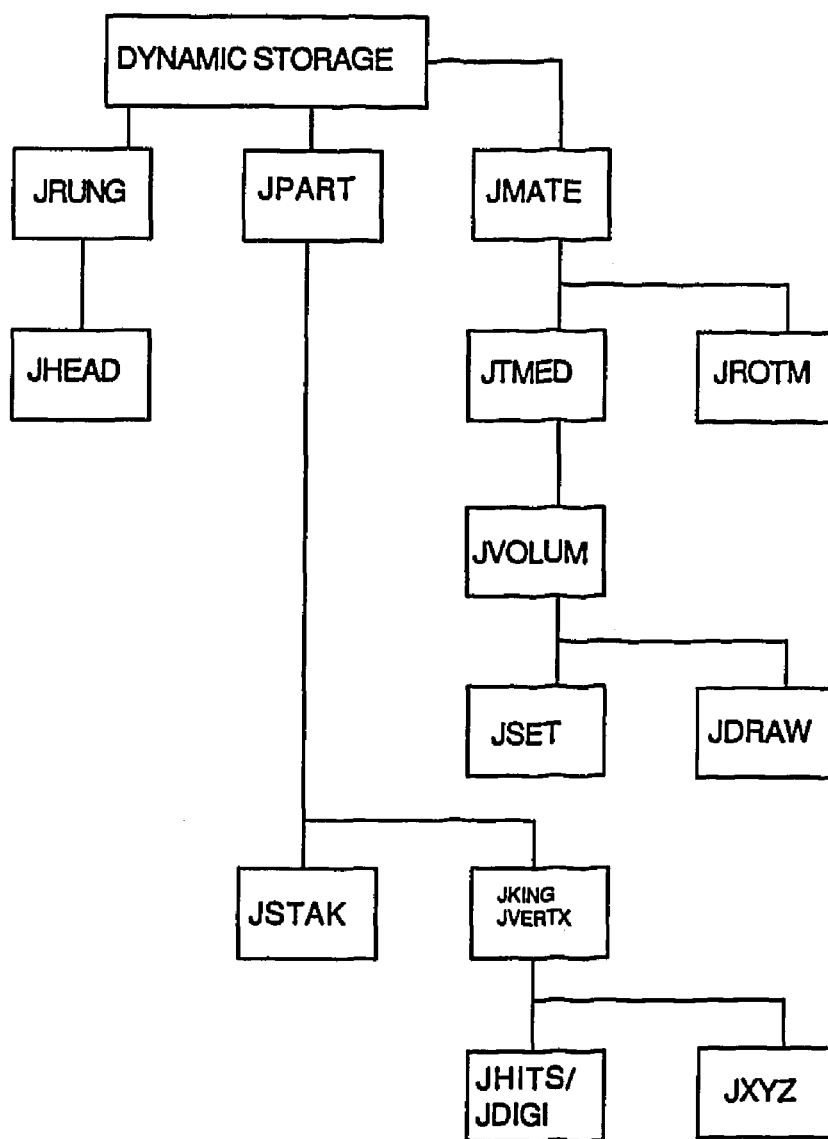 DYNAMIC STORAGE
JRUNG
JPART
JMATE
JHEAD
JTMED
JROTM
JVOLUM
JSET
JDRAW
JSTAK
JKING
JVERTX
JHITS/
JDIGI
JXYZ